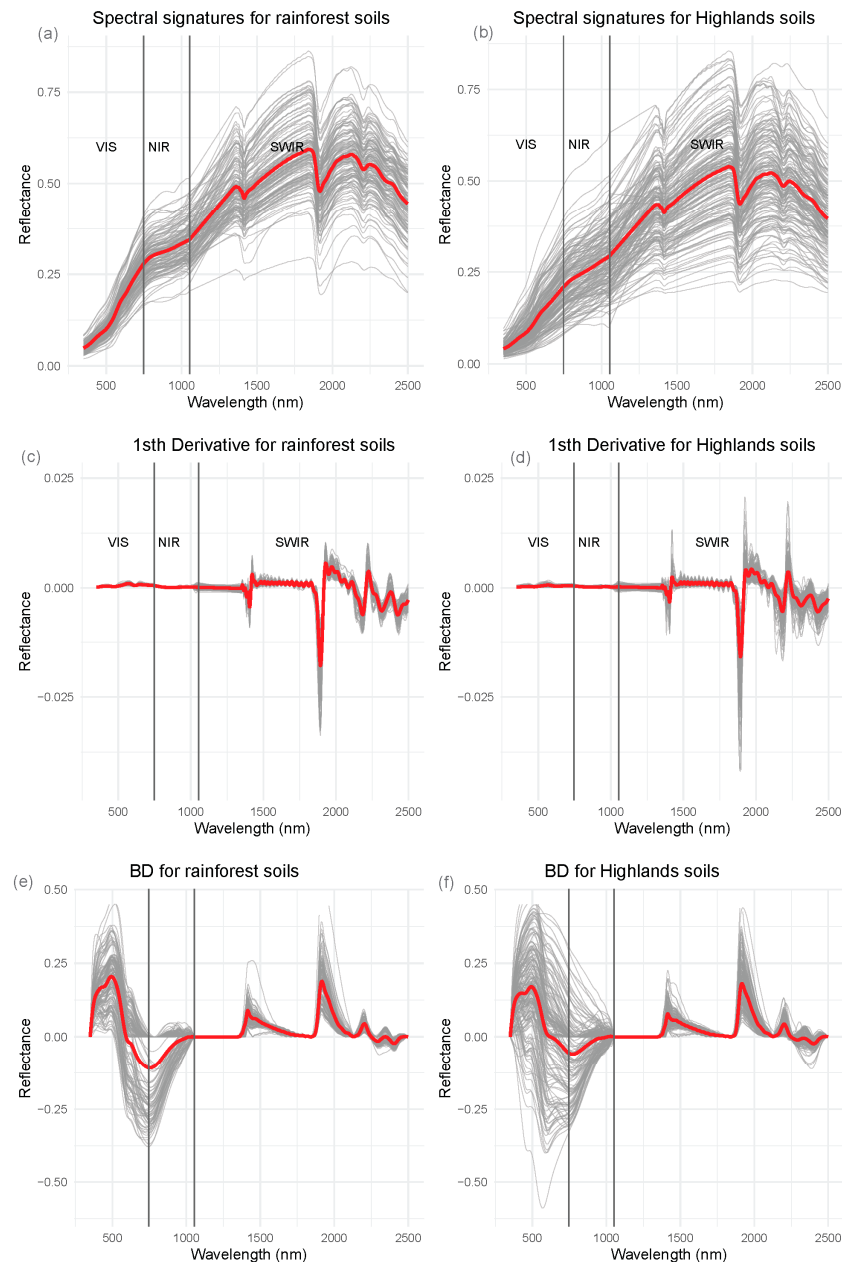 Spectral signatures for rainforest soils
(a)
0.75
0.50
0.25
0.00
VIS
NIR
SWIR
Reflectance
500
1000
1500
2000
2500
Wavelength (nm)
Spectral signatures for Highlands soils
(b)
0.75
0.50
0.25
0.00
VIS
NIR
SWIR
Reflectance
500
1000
1500
2000
2500
Wavelength (nm)
1sth Derivative for rainforest soils
(c)
0.025
0.000
−0.025
VIS
NIR
SWIR
Reflectance
500
1000
1500
2000
2500
Wavelength (nm)
1sth Derivative for Highlands soils
(d)
0.025
0.000
−0.025
VIS
NIR
SWIR
Reflectance
500
1000
1500
2000
2500
Wavelength (nm)
BD for rainforest soils
(e)
0.50
0.25
0.00
−0.25
−0.50
Reflectance
500
1000
1500
2000
2500
Wavelength (nm)
BD for Highlands soils
(f)
0.50
0.25
0.00
−0.25
−0.50
Reflectance
500
1000
1500
2000
2500
Wavelength (nm)